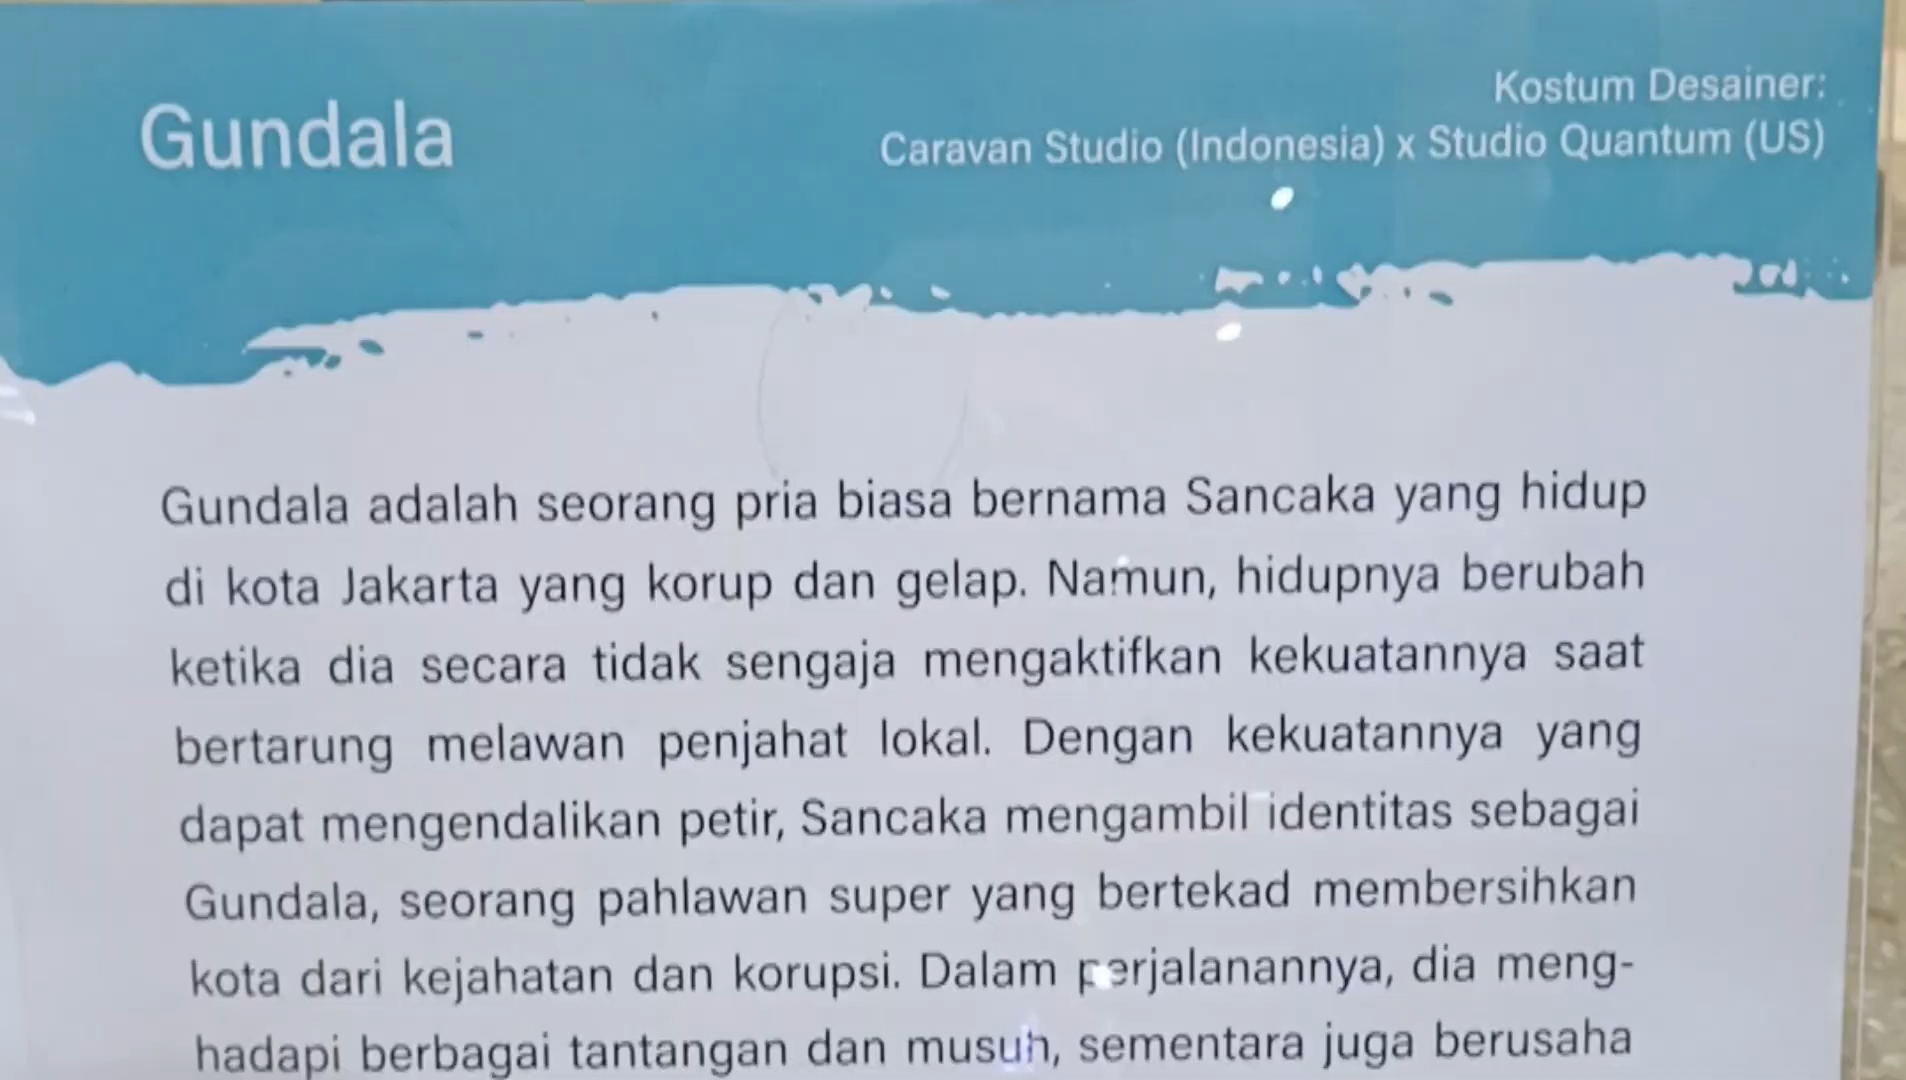 Gundala
Kostum Desainer:
Caravan Studio (Indonesia) x Studio Quantum (US)
Gundala adalah seorang pria biasa bernama Sancaka yang hidup
di kota Jakarta yang korup dan gelap. Namun, hidupnya berubah
ketika dia secara tidak sengaja mengaktifkan kekuatannya saat
bertarung melawan penjahat lokal. Dengan kekuatannya yang
dapat mengendalikan petir, Sancaka mengambil identitas sebagai
Gundala, seorang pahlawan super yang bertekad membersihkan
kota dari kejahatan dan korupsi. Dalam perjalanannya, dia meng-
hadapi berbagai tantangan dan musuh, sementara juga berusaha